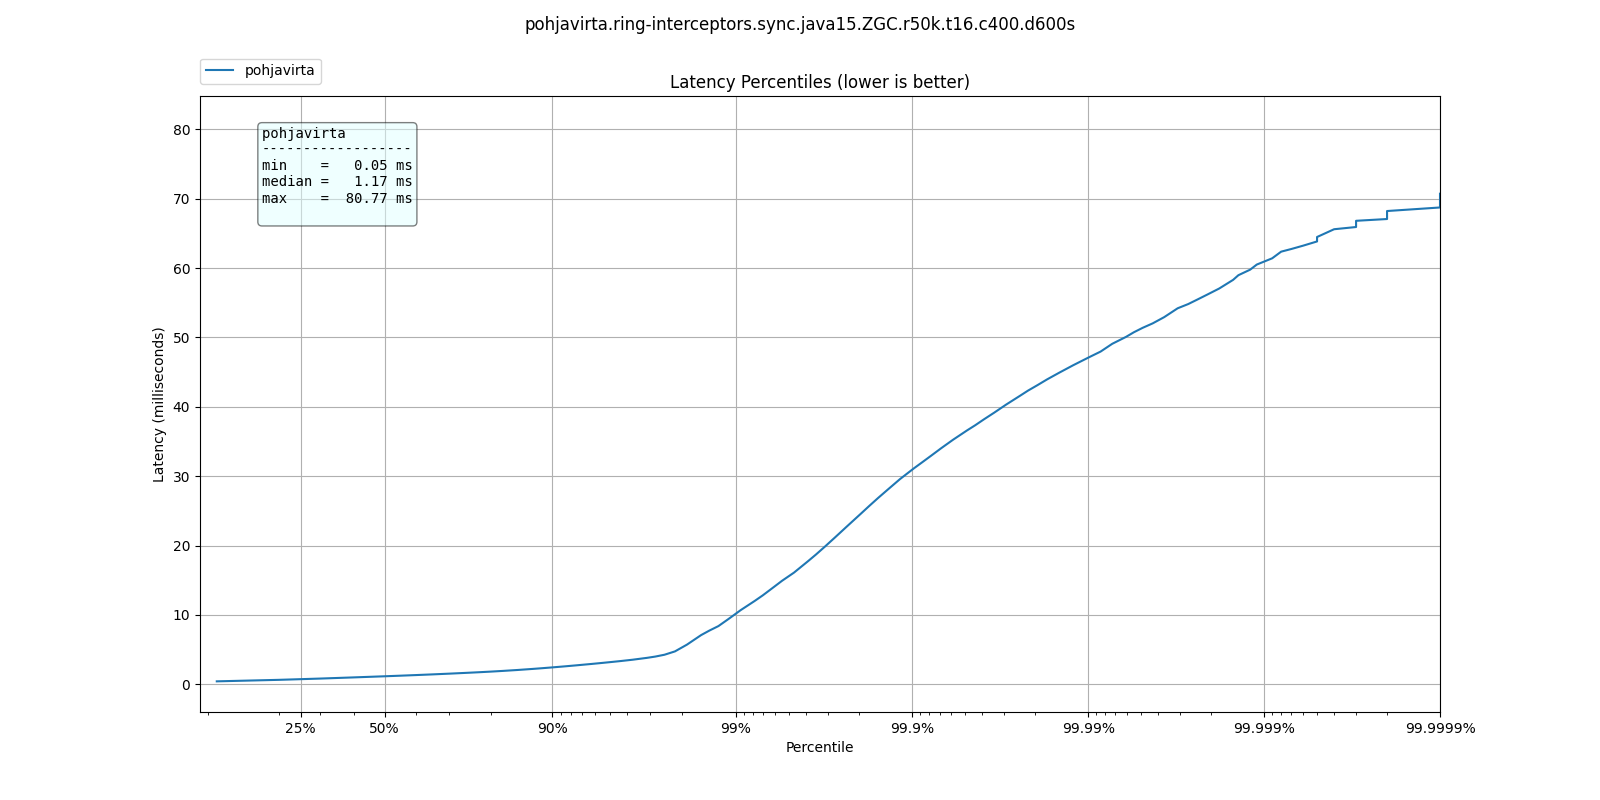 pohjavirta.ring-interceptors.sync.java15.ZGC.r50k.t16.c400.d600s
pohjavirta
Latency Percentiles (lower is better)
pohjavirta
------------------
min    =   0.05 ms
median =   1.17 ms
max    =  80.77 ms
80
70
60
50
40
30
20
10
0
Latency (milliseconds)
25% 50% 90% 99% 99.9% 99.99% 99.999% 99.9999%
Percentile